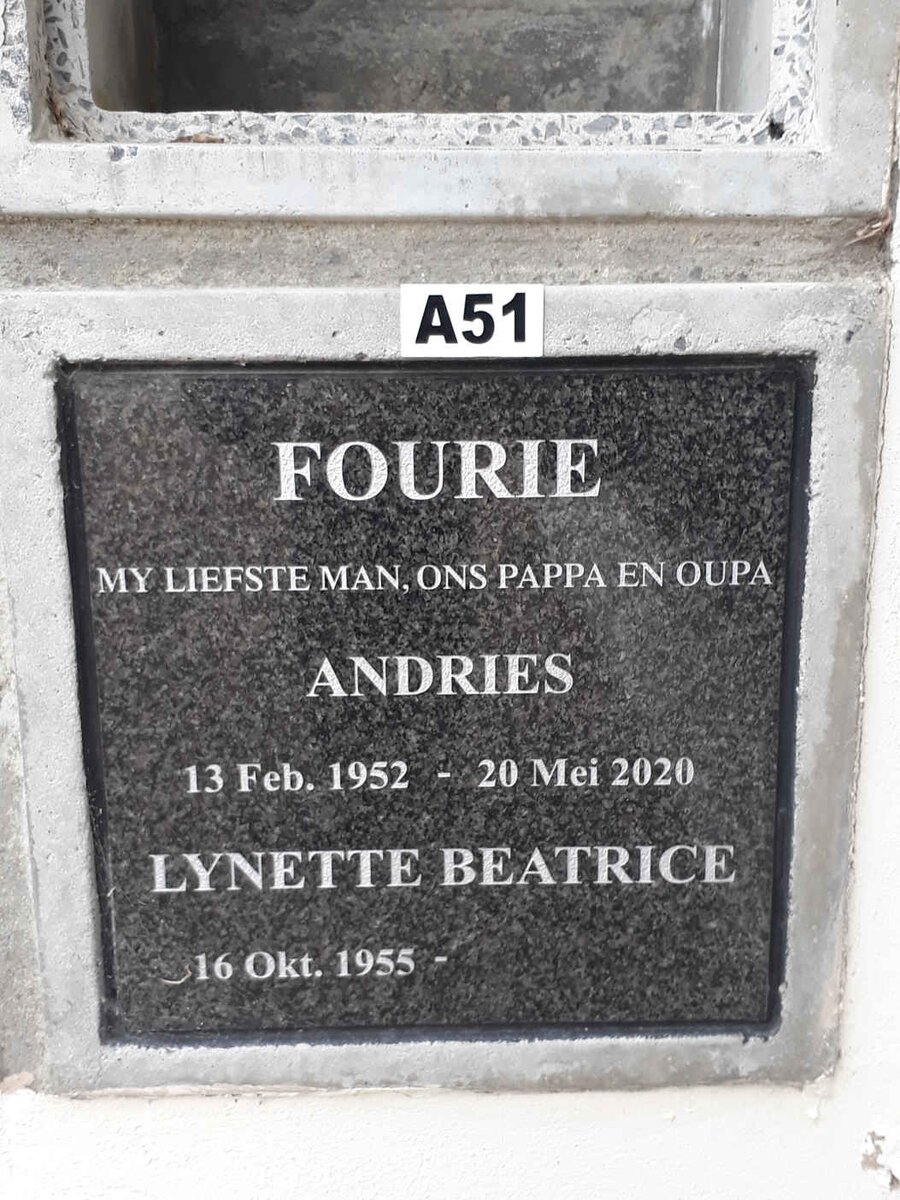 A51
FOURIE
MY LIEFSTE MAN, ONS PAPPA EN OUPA
ANDRIES
13 Feb. 1952 - 20 Mei 2020
LYNETTE BEATRICE
16 Okt. 1955 -